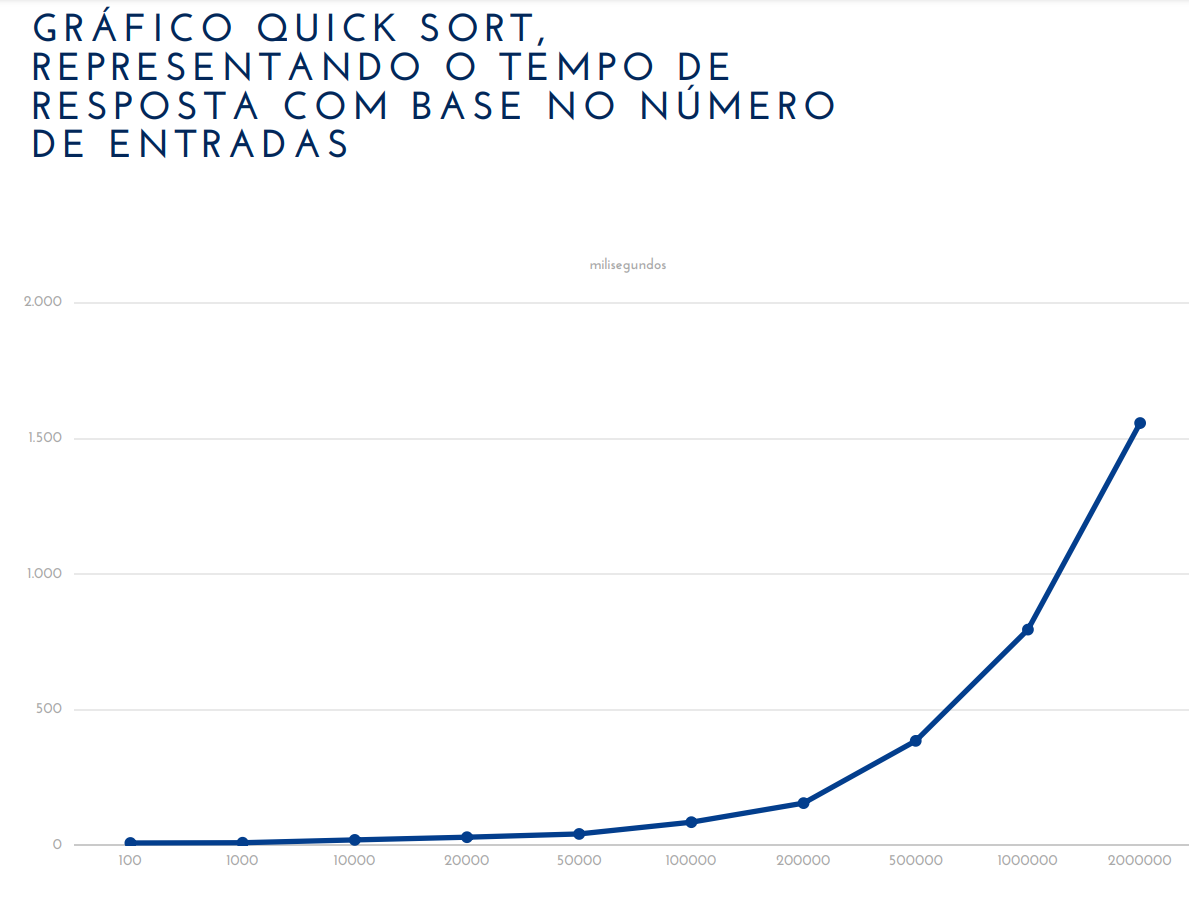 GRÁFICO QUICK SORT,
REPRESENTANDO O TEMPO DE
RESPOSTA COM BASE NO NÚMERO
DE ENTRADAS
milisegundos
2.000
1.500
1.000
500
0
100 1000 10000 20000 50000 100000 200000 500000 1000000 2000000